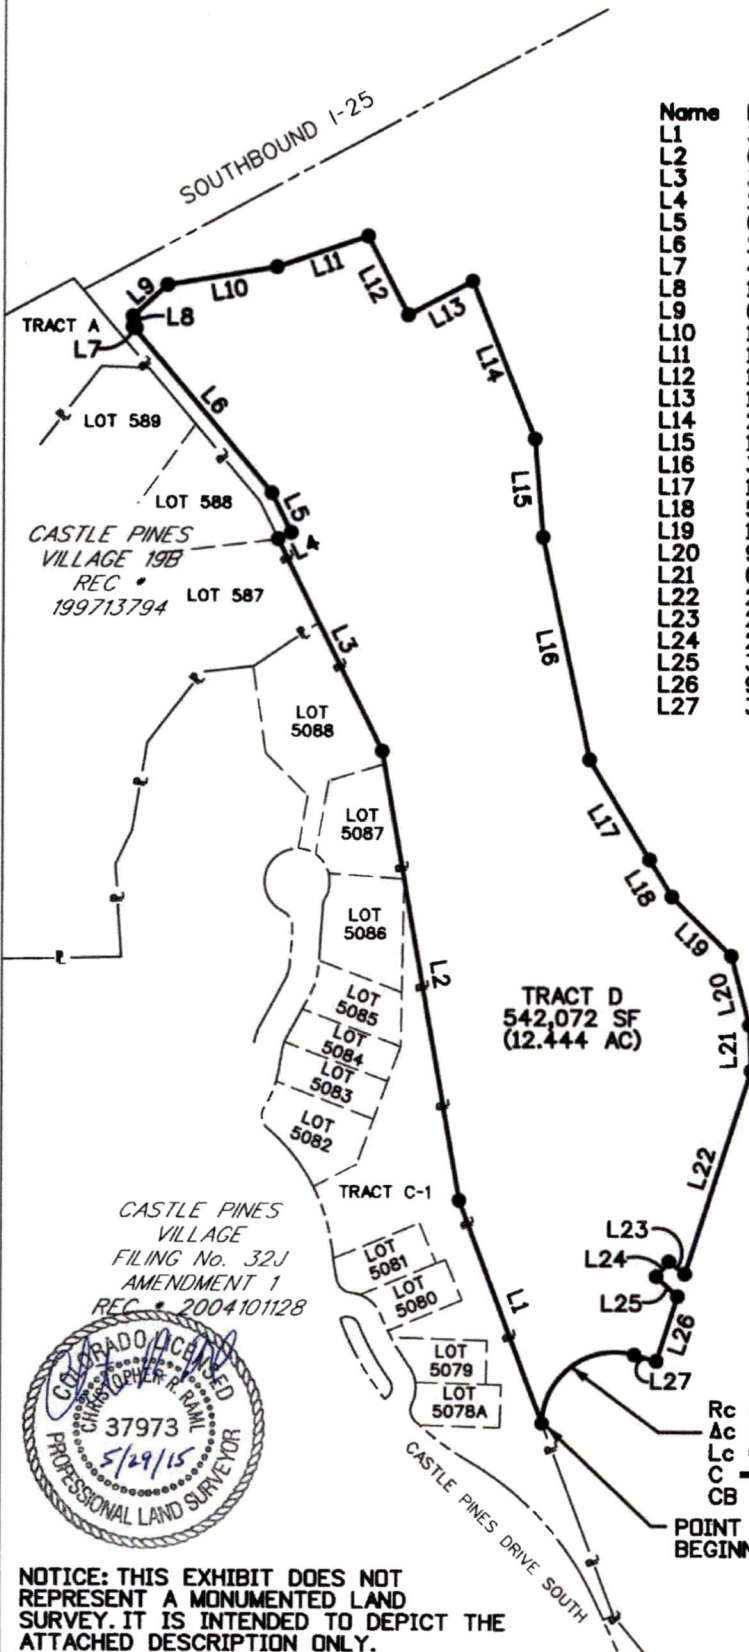 SOUTHBOUND I-25
Name
L1
L2
L3
L4
L5
L6
L7
L8
L9
L10
L11
L12
L13
L14
L15
L16
L17
L18
L19
L20
L21
L22
L23
L24
L25
L26
L27
L9
L10
L11
L12
L13
L8
TRACT A
L7
L14
L6
LOT 589
L15
L5
LOT 588
L4
CASTLE PINES
VILLAGE 19B
REC #
199713794
LOT 587
L3
L16
LOT
5088
L17
LOT
5087
L18
LOT
5086
L19
L2
TRACT D
542,072 SF
(12.444 AC)
L20
L21
LOT
5085
LOT
5084
LOT
5083
LOT
5082
L22
TRACT C-1
CASTLE PINES
VILLAGE
FILING No. 32J
AMENDMENT 1
REC # 2004101128
L23
L24
L25
LOT
5081
LOT
5080
L1
L26
LOT
5079
LOT
5078A
L27
Rc
Δc
Lc
C
CB
POINT
COLORADO LICENSED
CHRISTOPHER R. RAML
37973
5/29/15
PROFESSIONAL LAND SURVEYOR
CASTLE PINES DRIVE SOUTH
NOTICE: THIS EXHIBIT DOES NOT
REPRESENT A MONUMENTED LAND
SURVEY. IT IS INTENDED TO DEPICT THE
ATTACHED DESCRIPTION ONLY.